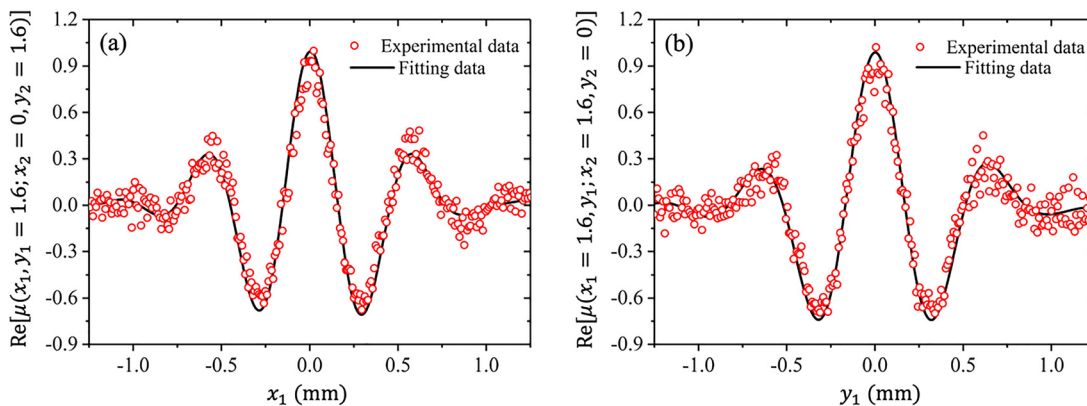 (a)
Experimental data
Fitting data
Re[μ(x₁, y₁ = 1.6; x₂ = 0, y₂ = 1.6)]
1.2
0.9
0.6
0.3
0.0
-0.3
-0.6
-0.9
-1.0 -0.5 0.0 0.5 1.0
x₁ (mm)
(b)
Experimental data
Fitting data
Re[μ(x₁ = 1.6, y₁; x₂ = 1.6, y₂ = 0)]
1.2
0.9
0.6
0.3
0.0
-0.3
-0.6
-0.9
-1.0 -0.5 0.0 0.5 1.0
y₁ (mm)